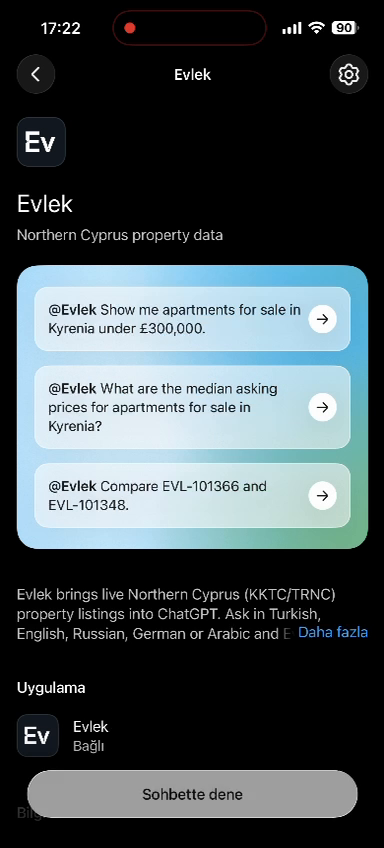 17:22
90
Evlek
Ev
Evlek
Northern Cyprus property data
@Evlek Show me apartments for sale in
Kyrenia under £300,000.
@Evlek What are the median asking
prices for apartments for sale in
Kyrenia?
@Evlek Compare EVL-101366 and
EVL-101348.
Evlek brings live Northern Cyprus (KKTC/TRNC)
property listings into ChatGPT. Ask in Turkish,
English, Russian, German or Arabic and E Daha fazla
Uygulama
Ev
Evlek
Bağlı
Sohbette dene